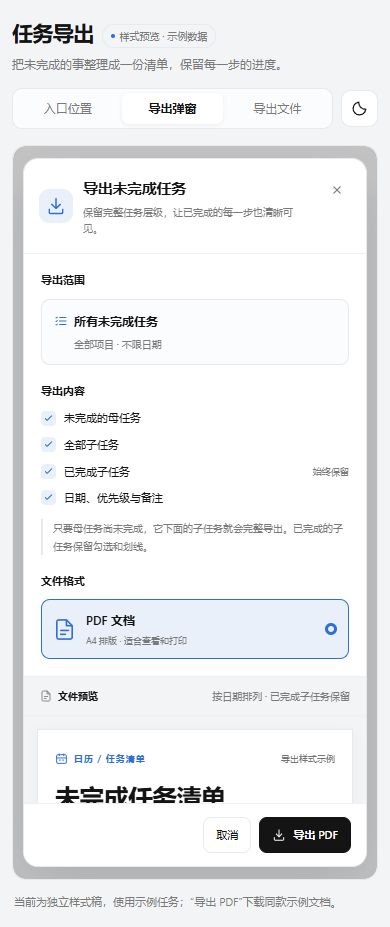 任务导出
样式预览 · 示例数据
把未完成的事整理成一份清单，保留每一步的进度。
入口位置
导出弹窗
导出文件
导出未完成任务
保留完整任务层级，让已完成的每一步也清晰可
见。
导出范围
所有未完成任务
全部项目 · 不限日期
导出内容
未完成的母任务
全部子任务
已完成子任务
始终保留
日期、优先级与备注
只要母任务尚未完成，它下面的子任务就会完整导出。已完成的子
任务保留勾选和划线。
文件格式
PDF 文档
A4 排版 · 适合查看和打印
文件预览
按日期排列 · 已完成子任务保留
日历 / 任务清单
导出样式示例
未完成任务清单
取消
导出 PDF
当前为独立样式稿，使用示例任务；“导出 PDF”下载同款示例文档。